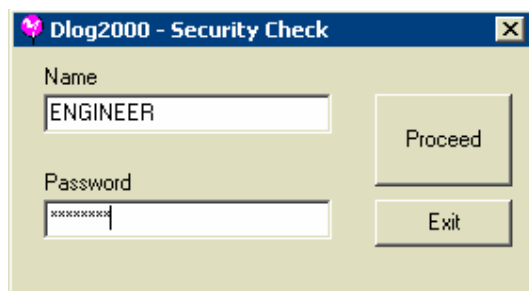 Dlog2000 - Security Check
Name
ENGINEER
Proceed
Password
********
Exit